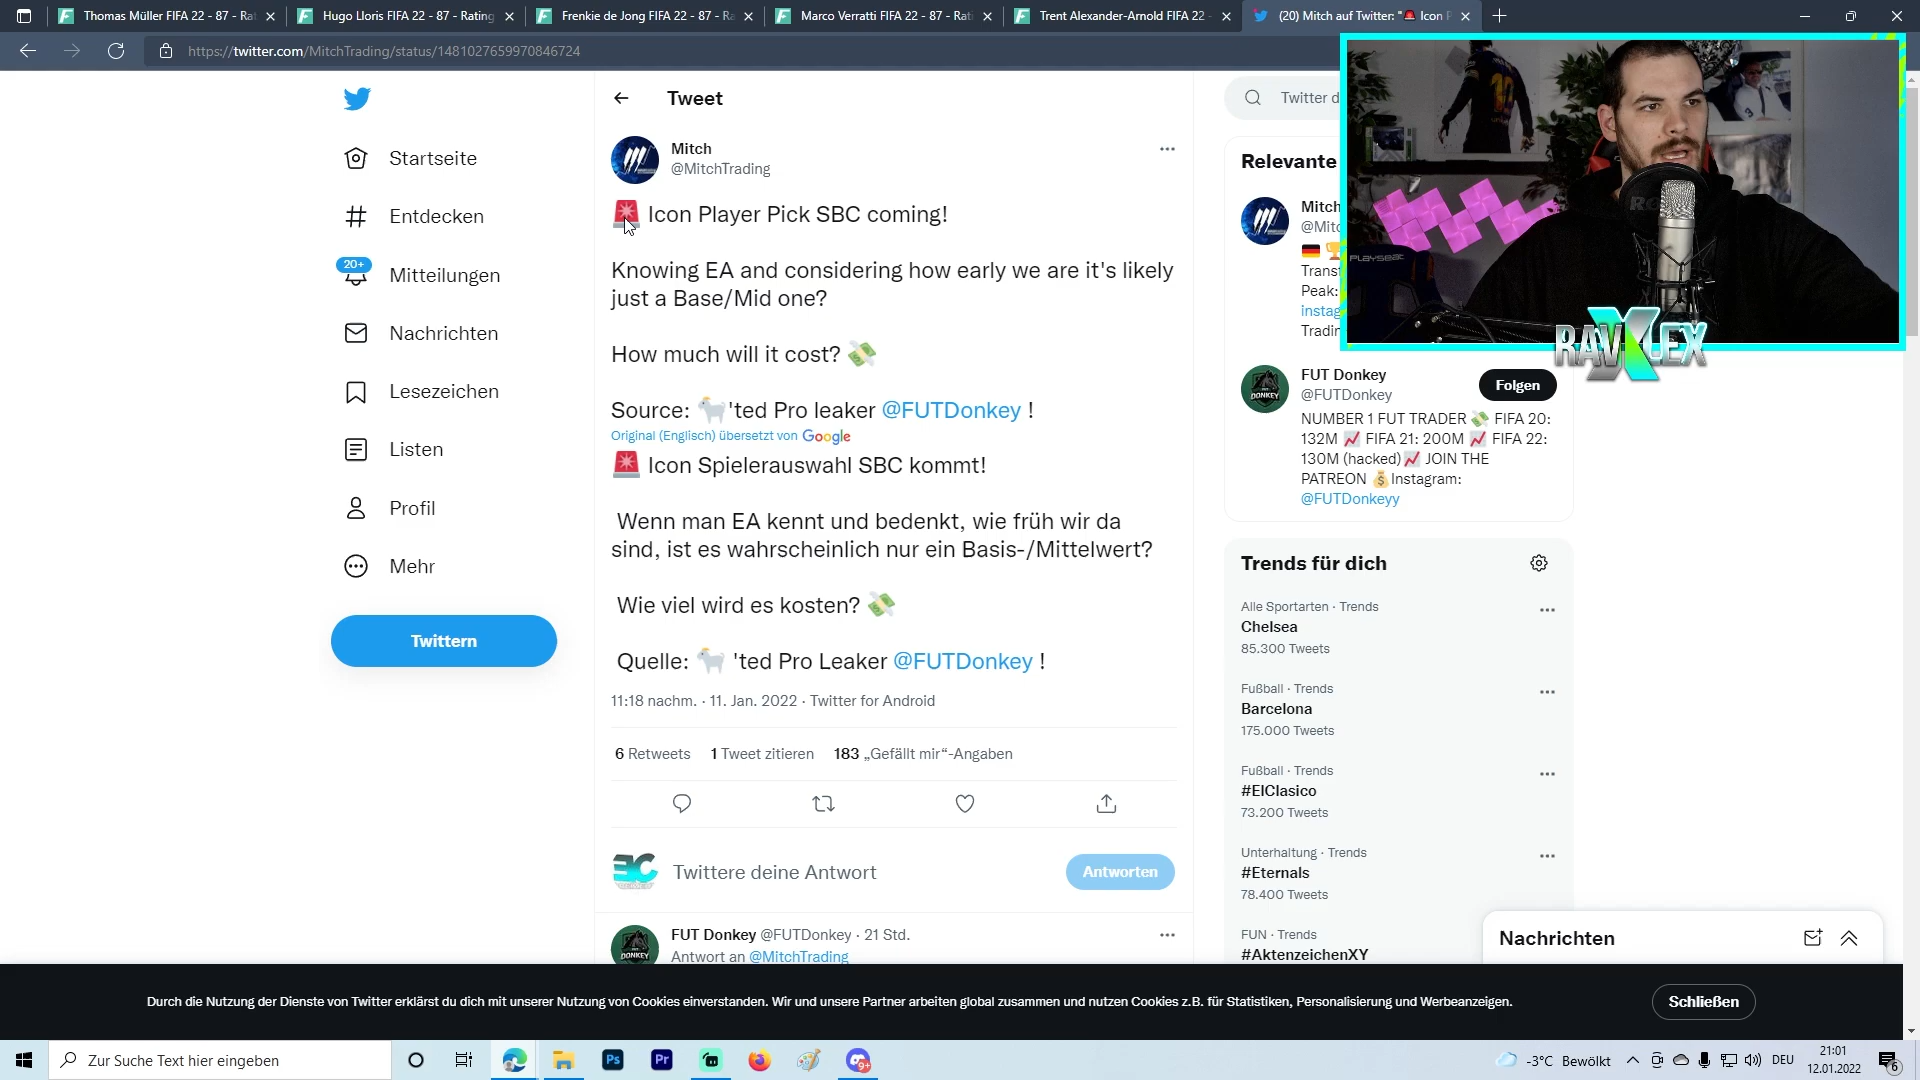 Thomas Müller FIFA 22 - 87 - Rat
Hugo Lloris FIFA 22 - 87 - Rating
Frenkie de Jong FIFA 22 - 87 - Ra
Marco Verratti FIFA 22 - 87 - Rati
Trent Alexander-Arnold FIFA 22 -
(20) Mitch auf Twitter: "🚨 Icon P
https://twitter.com/MitchTrading/status/1481027659970846724
Tweet
Twitter d
Startseite
Entdecken
20+
Mitteilungen
Nachrichten
Lesezeichen
Listen
Profil
Mehr
Twittern
Mitch
@MitchTrading
🚨 Icon Player Pick SBC coming!
Knowing EA and considering how early we are it's likely
just a Base/Mid one?
How much will it cost? 💸
Source: 🐐'ted Pro leaker @FUTDonkey !
Original (Englisch) übersetzt von Google
🚨 Icon Spielerauswahl SBC kommt!
Wenn man EA kennt und bedenkt, wie früh wir da
sind, ist es wahrscheinlich nur ein Basis-/Mittelwert?
Wie viel wird es kosten? 💸
Quelle: 🐐 'ted Pro Leaker @FUTDonkey !
11:18 nachm. · 11. Jan. 2022 · Twitter for Android
6 Retweets 1 Tweet zitieren 183 „Gefällt mir“-Angaben
Twittere deine Antwort
Antworten
FUT Donkey @FUTDonkey · 21 Std.
Antwort an @MitchTrading
Relevante
Mitch
@Mitc
Transf
Peak:
instag
Tradin
PLAYSEAT
10
RAVXLEX
FUT Donkey
@FUTDonkey
Folgen
NUMBER 1 FUT TRADER 💸 FIFA 20:
132M 📈 FIFA 21: 200M 📈 FIFA 22:
130M (hacked)📈 JOIN THE
PATREON 💰Instagram:
@FUTDonkeyy
Trends für dich
Alle Sportarten · Trends
Chelsea
85.300 Tweets
Fußball · Trends
Barcelona
175.000 Tweets
Fußball · Trends
#ElClasico
73.200 Tweets
Unterhaltung · Trends
#Eternals
78.400 Tweets
FUN · Trends
#AktenzeichenXY
Nachrichten
Durch die Nutzung der Dienste von Twitter erklärst du dich mit unserer Nutzung von Cookies einverstanden. Wir und unsere Partner arbeiten global zusammen und nutzen Cookies z.B. für Statistiken, Personalisierung und Werbeanzeigen.
Schließen
Zur Suche Text hier eingeben
Ps
Pr
9+
-3°C Bewölkt
DEU
21:01
12.01.2022
6